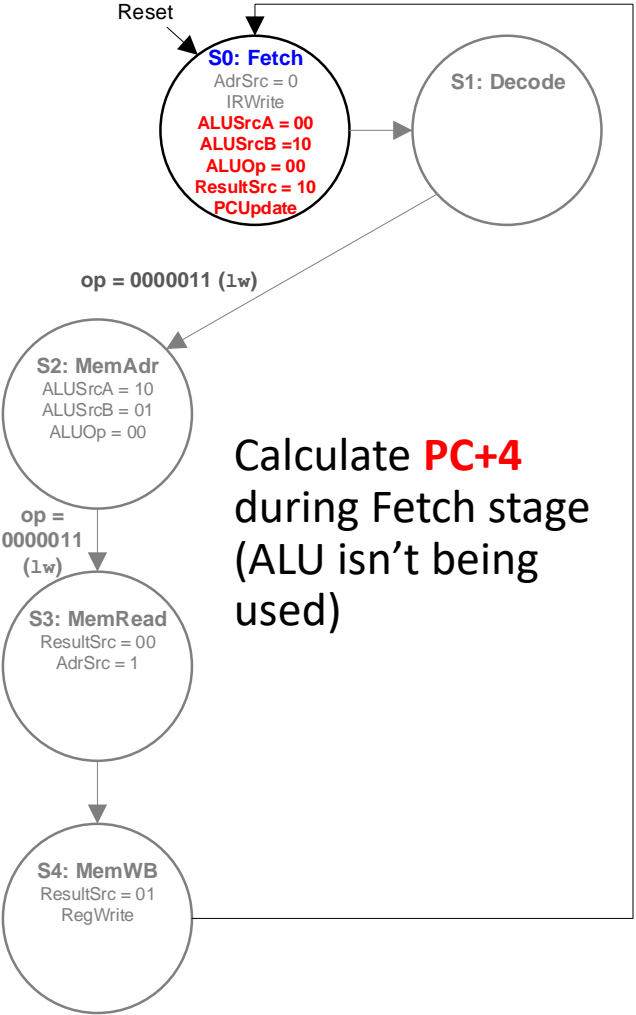 Reset
S0: Fetch
AdrSrc = 0
IRWrite
ALUSrcA = 00
ALUSrcB =10
ALUOp = 00
ResultSrc = 10
PCUpdate
S1: Decode
op = 0000011 (lw)
S2: MemAdr
ALUSrcA = 10
ALUSrcB = 01
ALUOp = 00
Calculate PC+4
during Fetch stage
(ALU isn’t being
used)
op =
0000011
(lw)
S3: MemRead
ResultSrc = 00
AdrSrc = 1
S4: MemWB
ResultSrc = 01
RegWrite